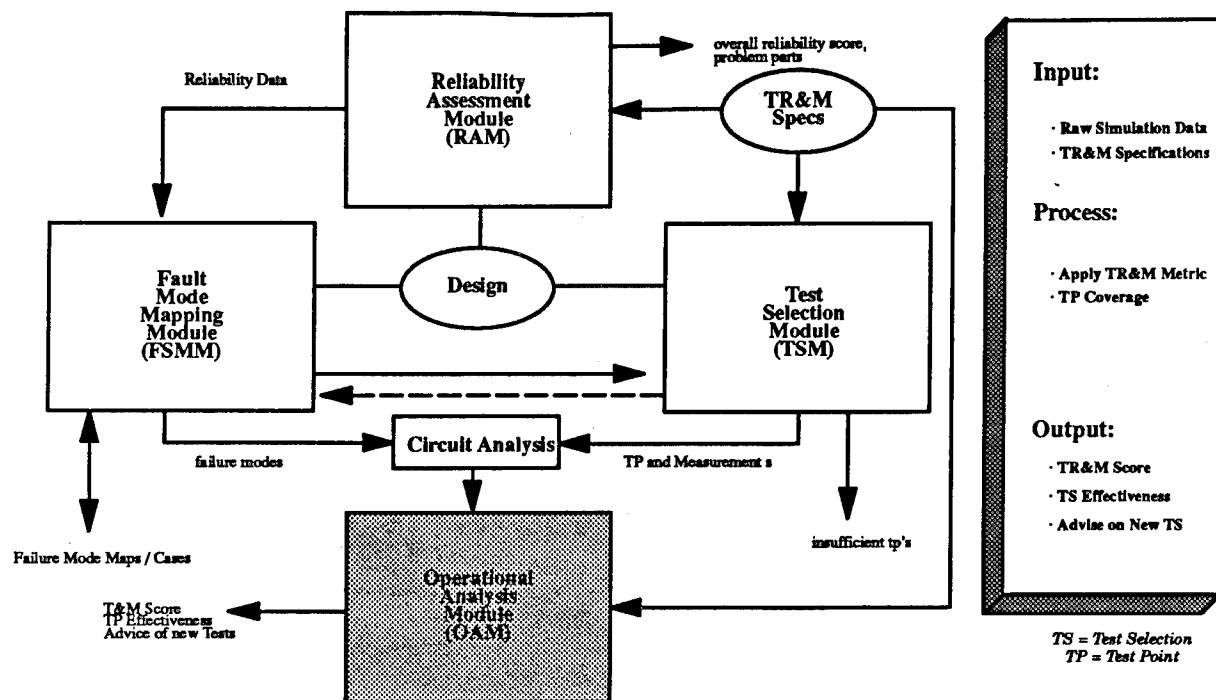 overall reliability score,
problem parts
Reliability Data
Reliability
Assessment
Module
(RAM)
TR&M
Specs
Fault
Mode
Mapping
Module
(FSMM)
Design
Test
Selection
Module
(TSM)
Circuit Analysis
failure modes
TP and Measurement s
Failure Mode Maps / Cases
insufficient tp's
Operational
Analysis
Module
(OAM)
T&M Score
TP Effectiveness
Advice of new Tests
Input:
· Raw Simulation Data
· TR&M Specifications
Process:
· Apply TR&M Metric
· TP Coverage
Output:
· TR&M Score
· TS Effectiveness
· Advise on New TS
TS = Test Selection
TP = Test Point